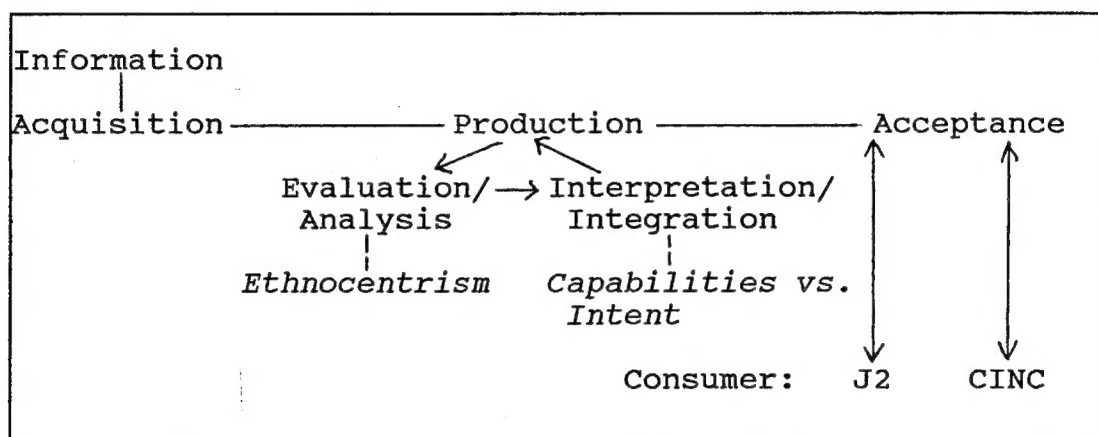 Information
Acquisition Production Acceptance
Evaluation/ Interpretation/
Analysis Integration
Ethnocentrism Capabilities vs.
Intent
Consumer: J2 CINC